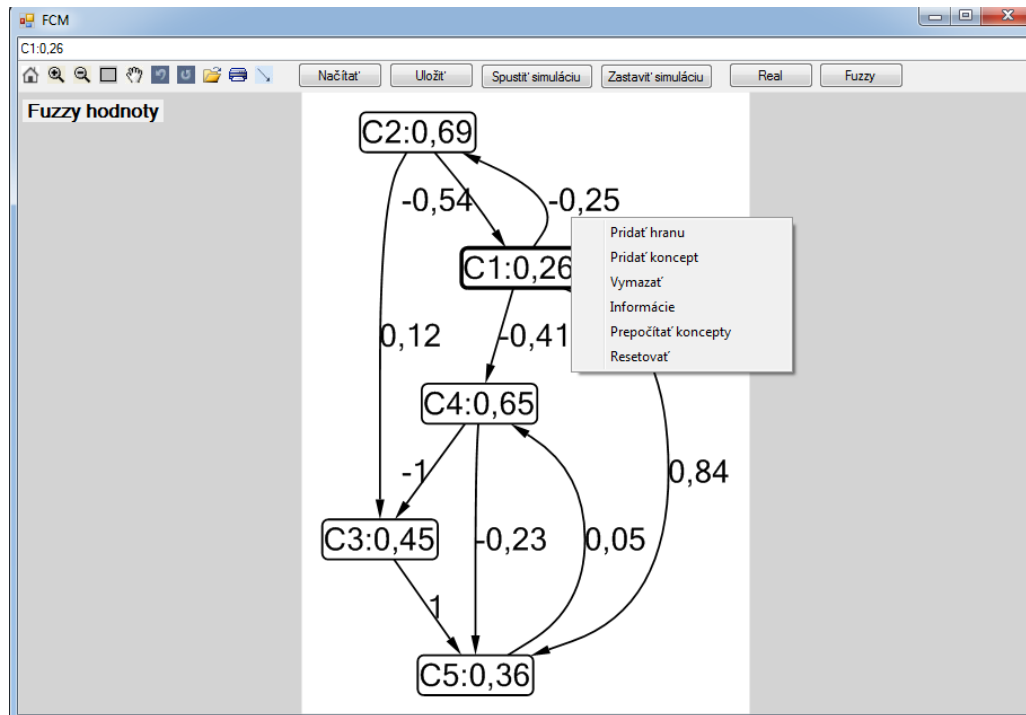 FCM
C1:0,26
Načítať Uložiť Spustiť simuláciu Zastaviť simuláciu Real Fuzzy
Fuzzy hodnoty
C2:0,69
-0,54 -0,25
C1:0,26
Pridať hranu
Pridať koncept
Vymazať
Informácie
Prepočítať koncepty
Resetovať
0,12 -0,41
C4:0,65
-1 0,84
C3:0,45 -0,23 0,05
1
C5:0,36